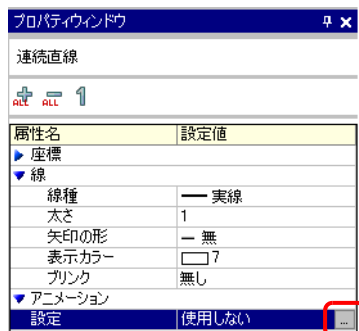 プロパティウィンドウ
連続直線
ALL ALL 1
属性名 設定値
座標
線
線種 実線
太さ 1
矢印の形 無
表示カラー 7
ブリンク 無し
アニメーション
設定 使用しない ...